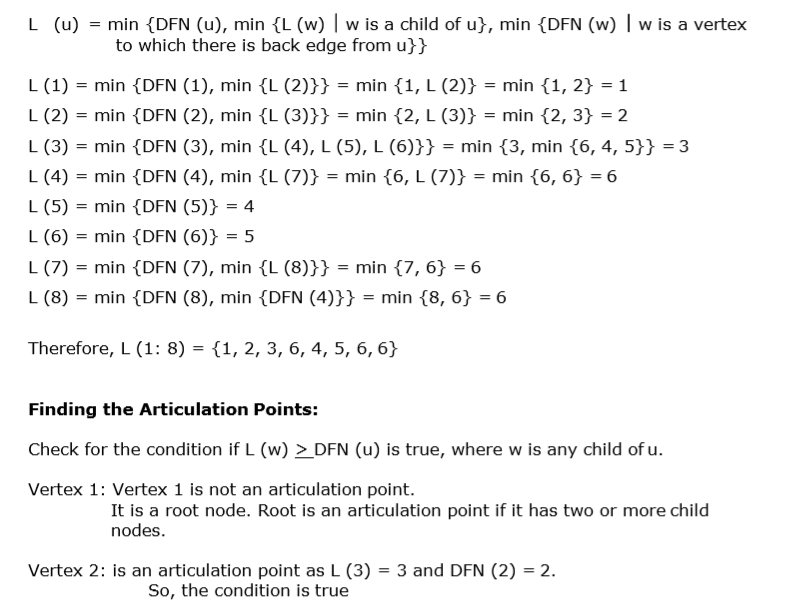 L (u) = min {DFN (u), min {L (w) | w is a child of u}, min {DFN (w) | w is a vertex
to which there is back edge from u}}
L (1) = min {DFN (1), min {L (2)}} = min {1, L (2)} = min {1, 2} = 1
L (2) = min {DFN (2), min {L (3)}} = min {2, L (3)} = min {2, 3} = 2
L (3) = min {DFN (3), min {L (4), L (5), L (6)}} = min {3, min {6, 4, 5}} = 3
L (4) = min {DFN (4), min {L (7)} = min {6, L (7)} = min {6, 6} = 6
L (5) = min {DFN (5)} = 4
L (6) = min {DFN (6)} = 5
L (7) = min {DFN (7), min {L (8)}} = min {7, 6} = 6
L (8) = min {DFN (8), min {DFN (4)}} = min {8, 6} = 6
Therefore, L (1: 8) = {1, 2, 3, 6, 4, 5, 6, 6}
Finding the Articulation Points:
Check for the condition if L (w) > DFN (u) is true, where w is any child of u.
Vertex 1: Vertex 1 is not an articulation point.
It is a root node. Root is an articulation point if it has two or more child
nodes.
Vertex 2: is an articulation point as L (3) = 3 and DFN (2) = 2.
So, the condition is true